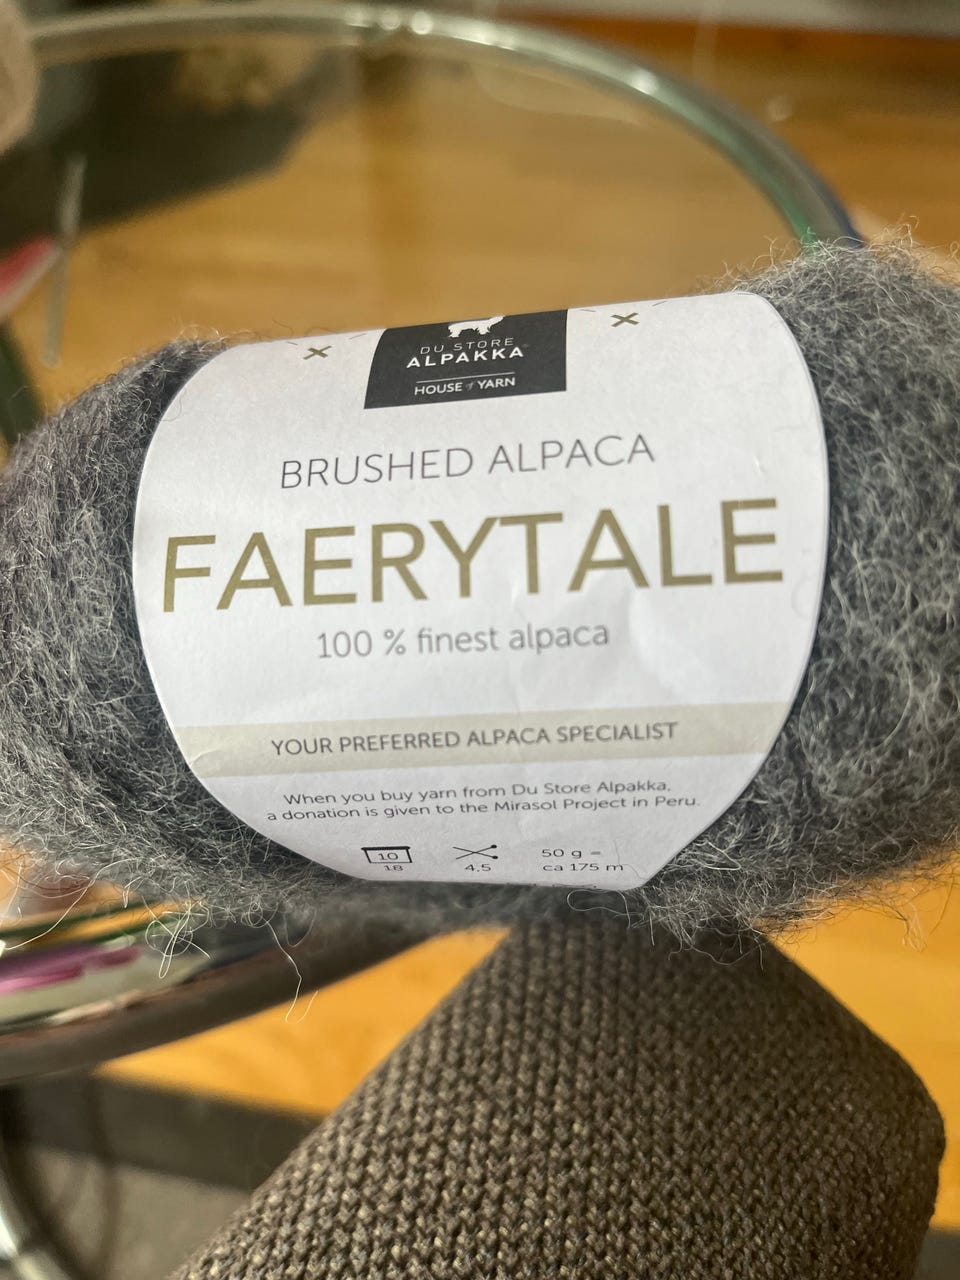 DU STORE
ALPAKKA
HOUSE of YARN
BRUSHED ALPACA
FAERYTALE
100 % finest alpaca
YOUR PREFERRED ALPACA SPECIALIST
When you buy yarn from Du Store Alpakka,
a donation is given to the Mirasol Project in Peru.
10
18
4,5
50 g =
ca 175 m